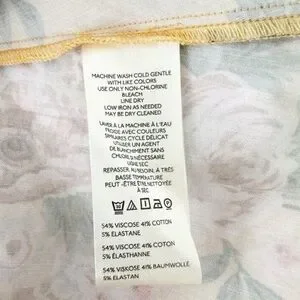 MACHINE WASH COLD GENTLE
WITH LIKE COLORS
USE ONLY NON-CHLORINE
BLEACH
LINE DRY
LOW IRON AS NEEDED
MAY BE DRY CLEANED
LAVER À LA MACHINE À L'EAU
FROIDE AVEC COULEURS
SIMILAIRES CYCLE DÉLICAT
UTILISER UN AGENT
DE BLANCHIMENT SANS
CHLORE SI NÉCESSAIRE
REPASSER, AU BESOIN, À TRÈS
BASSE TEMPÉRATURE
PEUT-ÊTRE ÊTRE NETTOYÉE
À SEC
54% VISCOSE 41% COTTON
5% ELASTANE
54% VISCOSE 41% COTON
5% ÉLASTHANNE
54% VISKOSE 41% BAUMWOLLE
5% ELASTAN